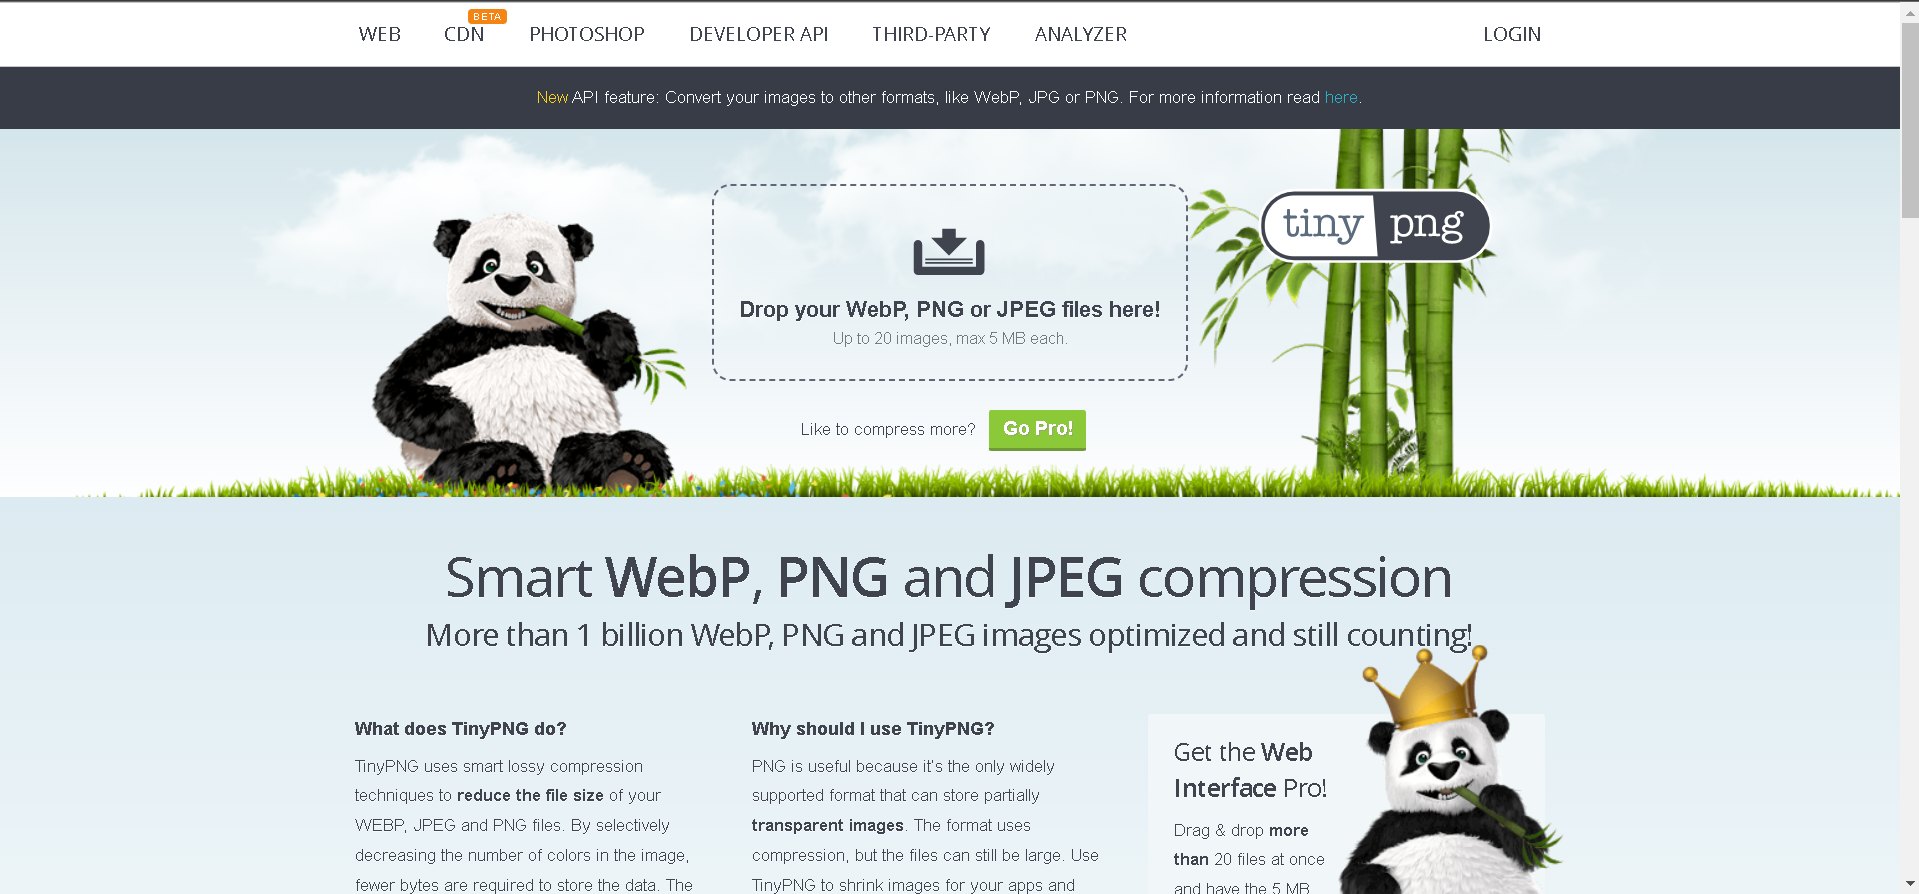 WEB
CDN
BETA
PHOTOSHOP
DEVELOPER API
THIRD-PARTY
ANALYZER
LOGIN
New API feature: Convert your images to other formats, like WebP, JPG or PNG. For more information read here.
tiny png
Drop your WebP, PNG or JPEG files here!
Up to 20 images, max 5 MB each.
Like to compress more?
Go Pro!
Smart WebP, PNG and JPEG compression
More than 1 billion WebP, PNG and JPEG images optimized and still counting!
What does TinyPNG do?
TinyPNG uses smart lossy compression
techniques to reduce the file size of your
WEBP, JPEG and PNG files. By selectively
decreasing the number of colors in the image,
fewer bytes are required to store the data. The
Why should I use TinyPNG?
PNG is useful because it's the only widely
supported format that can store partially
transparent images. The format uses
compression, but the files can still be large. Use
TinyPNG to shrink images for your apps and
Get the Web
Interface Pro!
Drag & drop more
than 20 files at once
and have the 5 MB